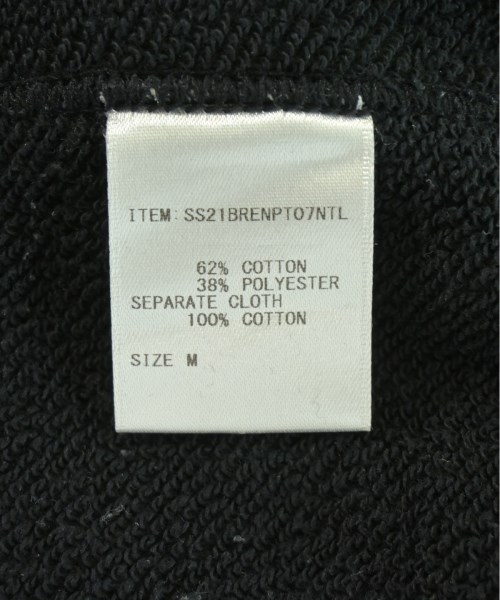 ITEM:SS21BRENPT07NTL
62% COTTON
38% POLYESTER
SEPARATE CLOTH
100% COTTON
SIZE M